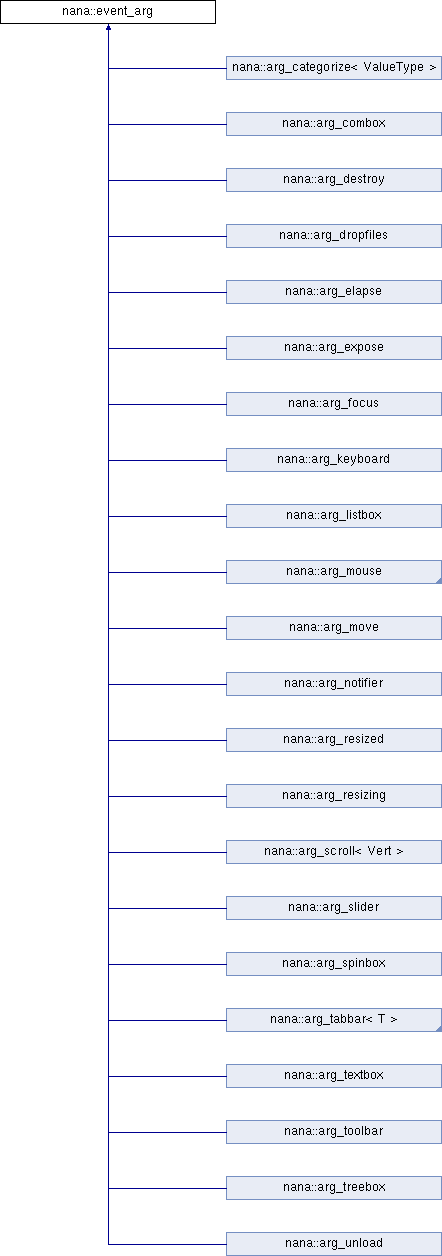 nana::event_arg
nana::arg_categorize< ValueType >
nana::arg_combox
nana::arg_destroy
nana::arg_dropfiles
nana::arg_elapse
nana::arg_expose
nana::arg_focus
nana::arg_keyboard
nana::arg_listbox
nana::arg_mouse
nana::arg_move
nana::arg_notifier
nana::arg_resized
nana::arg_resizing
nana::arg_scroll< Vert >
nana::arg_slider
nana::arg_spinbox
nana::arg_tabbar< T >
nana::arg_textbox
nana::arg_toolbar
nana::arg_treebox
nana::arg_unload